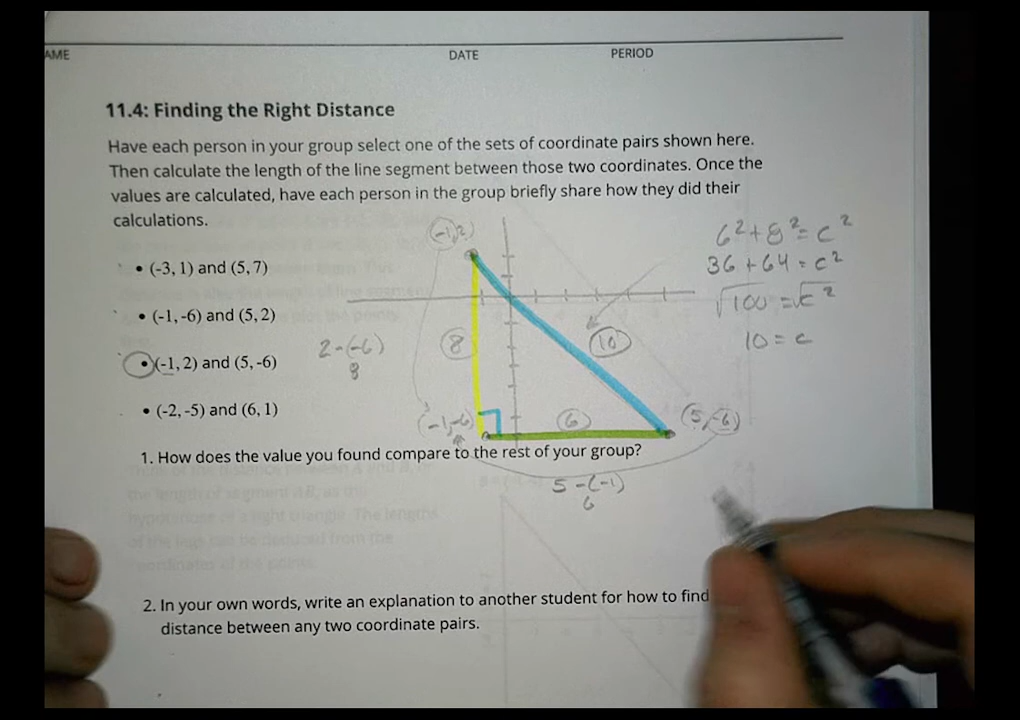 AME DATE PERIOD
11.4: Finding the Right Distance
Have each person in your group select one of the sets of coordinate pairs shown here.
Then calculate the length of the line segment between those two coordinates. Once the
values are calculated, have each person in the group briefly share how they did their
calculations.
• (-3, 1) and (5,7)
• (-1,-6) and (5,2)
• (-1, 2) and (5,-6)
• (-2,-5) and (6,1)
(-1,2)
2-(-6)
8
8
10
6
(-1,-6)
(5,-6)
6²+8²=c²
36+64=c²
√100=√c²
10=c
1. How does the value you found compare to the rest of your group?
5-(-1)
6
2. In your own words, write an explanation to another student for how to find
distance between any two coordinate pairs.